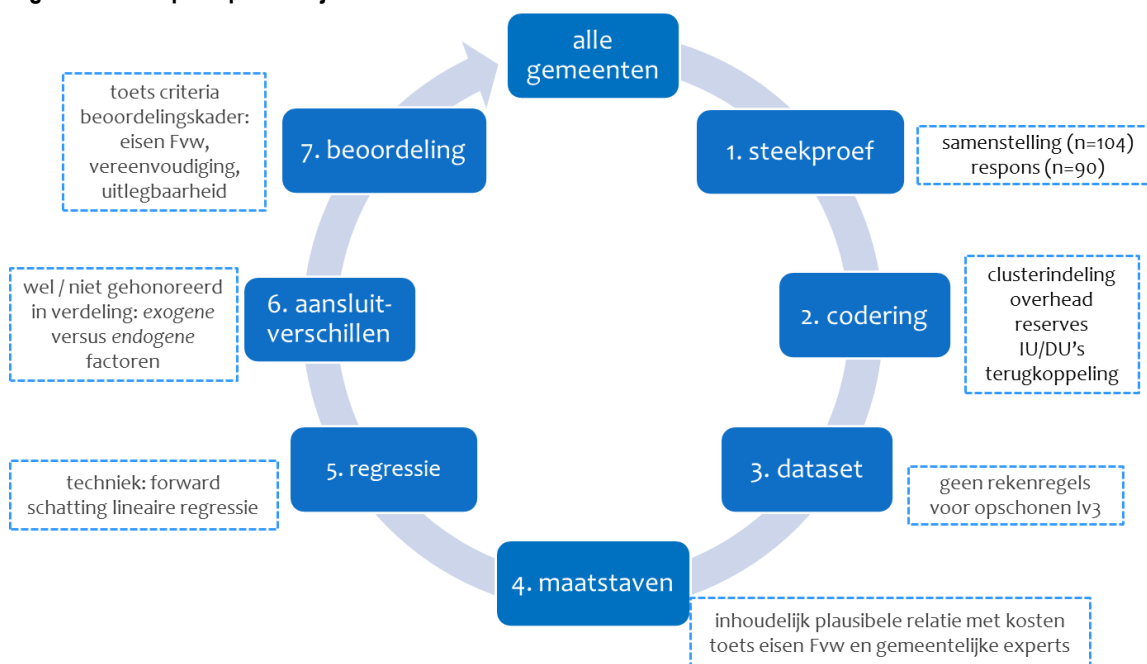 alle
gemeenten
1. steekproef
samenstelling (n=104)
respons (n=90)
2. codering
clusterindeling
overhead
reserves
IU/DU's
terugkoppeling
3. dataset
geen rekenregels
voor opschonen Iv3
4. maatstaven
inhoudelijk plausibele relatie met kosten
toets eisen Fvw en gemeentelijke experts
5. regressie
techniek: forward
schatting lineaire regressie
6. aansluit-
verschillen
wel / niet gehonoreerd
in verdeling: exogene
versus endogene
factoren
7. beoordeling
toets criteria
beoordelingskader:
eisen Fvw,
vereenvoudiging,
uitlegbaarheid